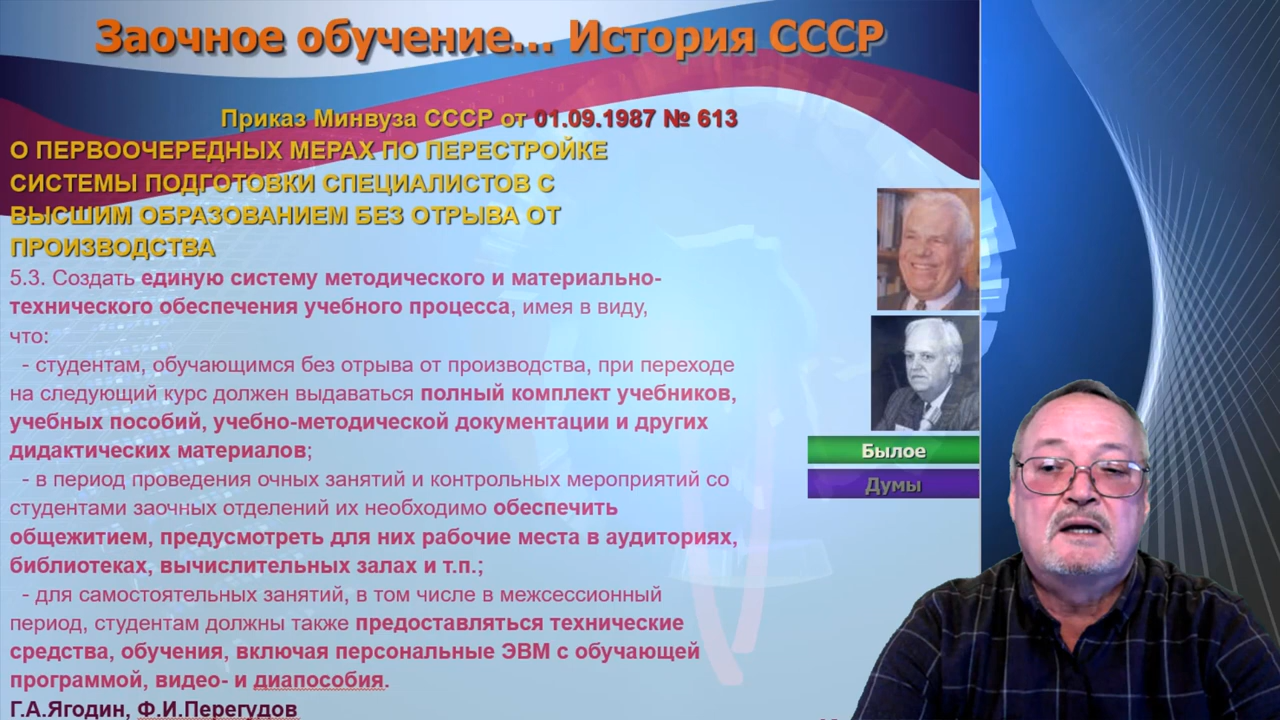 Заочное обучение... История СССР
Приказ Минвуза СССР от 01.09.1987 № 613
О ПЕРВООЧЕРЕДНЫХ МЕРАХ ПО ПЕРЕСТРОЙКЕ
СИСТЕМЫ ПОДГОТОВКИ СПЕЦИАЛИСТОВ С
ВЫСШИМ ОБРАЗОВАНИЕМ БЕЗ ОТРЫВА ОТ
ПРОИЗВОДСТВА
5.3. Создать единую систему методического и материально-
технического обеспечения учебного процесса, имея в виду,
что:
- студентам, обучающимся без отрыва от производства, при переходе
на следующий курс должен выдаваться полный комплект учебников,
учебных пособий, учебно-методической документации и других
дидактических материалов;
- в период проведения очных занятий и контрольных мероприятий со
студентами заочных отделений их необходимо обеспечить
общежитием, предусмотреть для них рабочие места в аудиториях,
библиотеках, вычислительных залах и т.п.;
- для самостоятельных занятий, в том числе в межсессионный
период, студентам должны также предоставляться технические
средства, обучения, включая персональные ЭВМ с обучающей
программой, видео- и диапособия.
Г.А.Ягодин, Ф.И.Перегудов
Былое
Думы